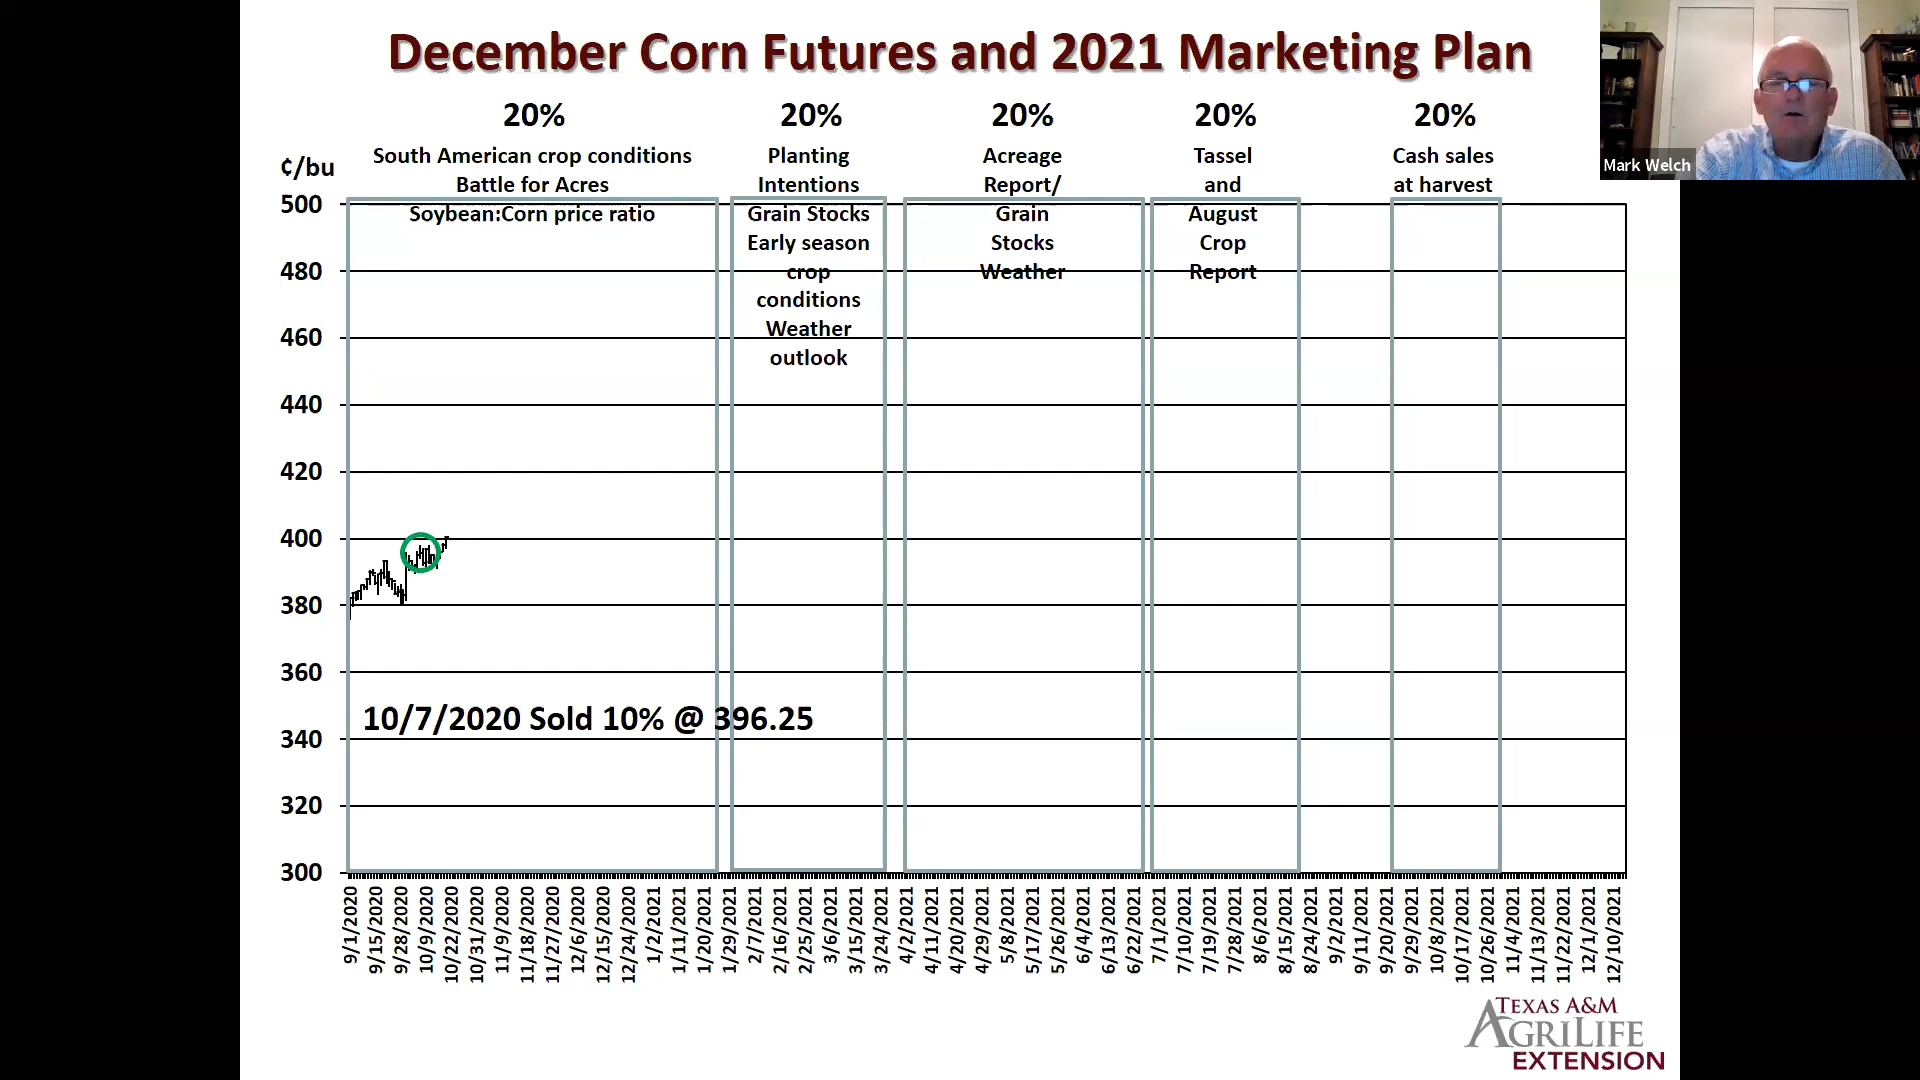 December Corn Futures and 2021 Marketing Plan
20%
20%
20%
20%
20%
South American crop conditions
Battle for Acres
Soybean:Corn price ratio
Planting
Intentions
Grain Stocks
Early season
crop
conditions
Weather
outlook
Acreage
Report/
Grain
Stocks
Weather
Tassel
and
August
Crop
Report
Cash sales
at harvest
Mark Welch
¢/bu
500
480
460
440
420
400
380
360
340
320
300
10/7/2020 Sold 10% @ 396.25
9/1/2020
9/15/2020
9/28/2020
10/9/2020
10/22/2020
10/31/2020
11/9/2020
11/18/2020
11/27/2020
12/6/2020
12/15/2020
12/24/2020
1/2/2021
1/11/2021
1/20/2021
1/29/2021
2/7/2021
2/16/2021
2/25/2021
3/6/2021
3/15/2021
3/24/2021
4/2/2021
4/11/2021
4/20/2021
4/29/2021
5/8/2021
5/17/2021
5/26/2021
6/4/2021
6/13/2021
6/22/2021
7/1/2021
7/10/2021
7/19/2021
7/28/2021
8/6/2021
8/15/2021
8/24/2021
9/2/2021
9/11/2021
9/20/2021
9/29/2021
10/8/2021
10/17/2021
10/26/2021
11/4/2021
11/13/2021
11/22/2021
12/1/2021
12/10/2021
TEXAS A&M
AGRILIFE
EXTENSION